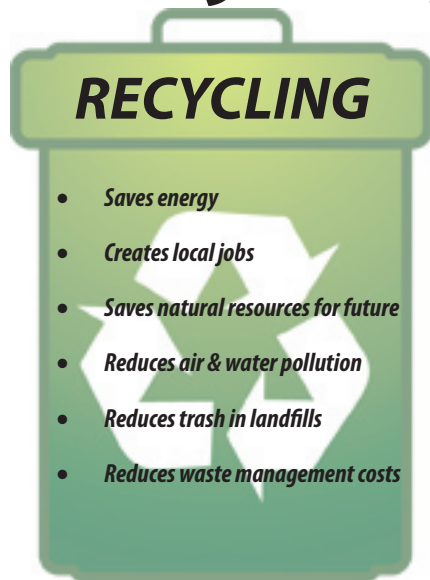 RECYCLING
• Saves energy
• Creates local jobs
• Saves natural resources for future
• Reduces air & water pollution
• Reduces trash in landfills
• Reduces waste management costs